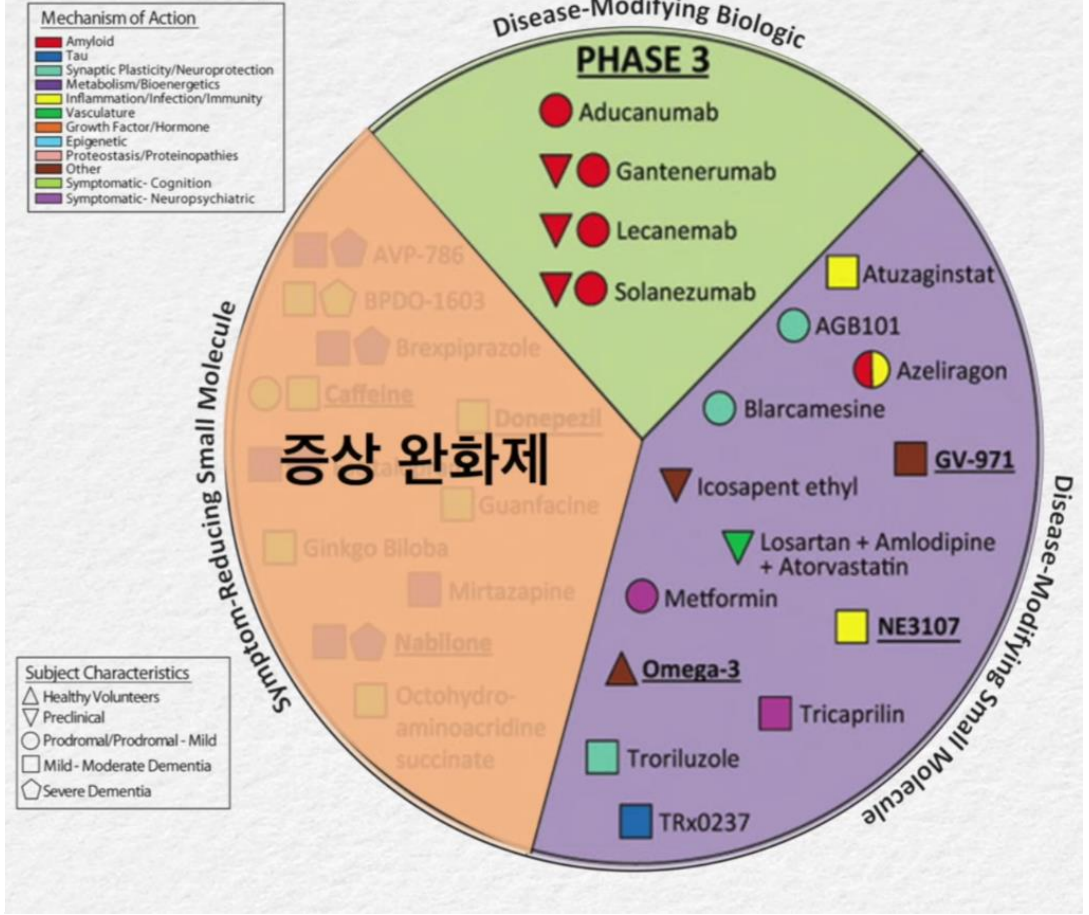 Mechanism of Action
Amyloid
Tau
Synaptic Plasticity/Neuroprotection
Metabolism/Bioenergetics
Inflammation/Infection/Immunity
Vasculature
Growth Factor/Hormone
Epigenetic
Proteostasis/Proteinopathies
Other
Symptomatic- Cognition
Symptomatic- Neuropsychiatric
Disease-Modifying Biologic
PHASE 3
Aducanumab
Gantenerumab
Lecanemab
Solanezumab
Symptom-Reducing Small Molecule
AVP-786
BPDO-1603
Brexpiprazole
Caffeine
Donepezil
증상 완화제
Guanfacine
Ginkgo Biloba
Mirtazapine
Nabilone
Octohydro-
aminoacridine
succinate
Disease-Modifying Small Molecule
Atuzaginstat
AGB101
Azeliragon
Blarcamesine
GV-971
Icosapent ethyl
Losartan + Amlodipine
+ Atorvastatin
Metformin
NE3107
Omega-3
Tricaprilin
Troriluzole
TRx0237
Subject Characteristics
Healthy Volunteers
Preclinical
Prodromal/Prodromal - Mild
Mild - Moderate Dementia
Severe Dementia